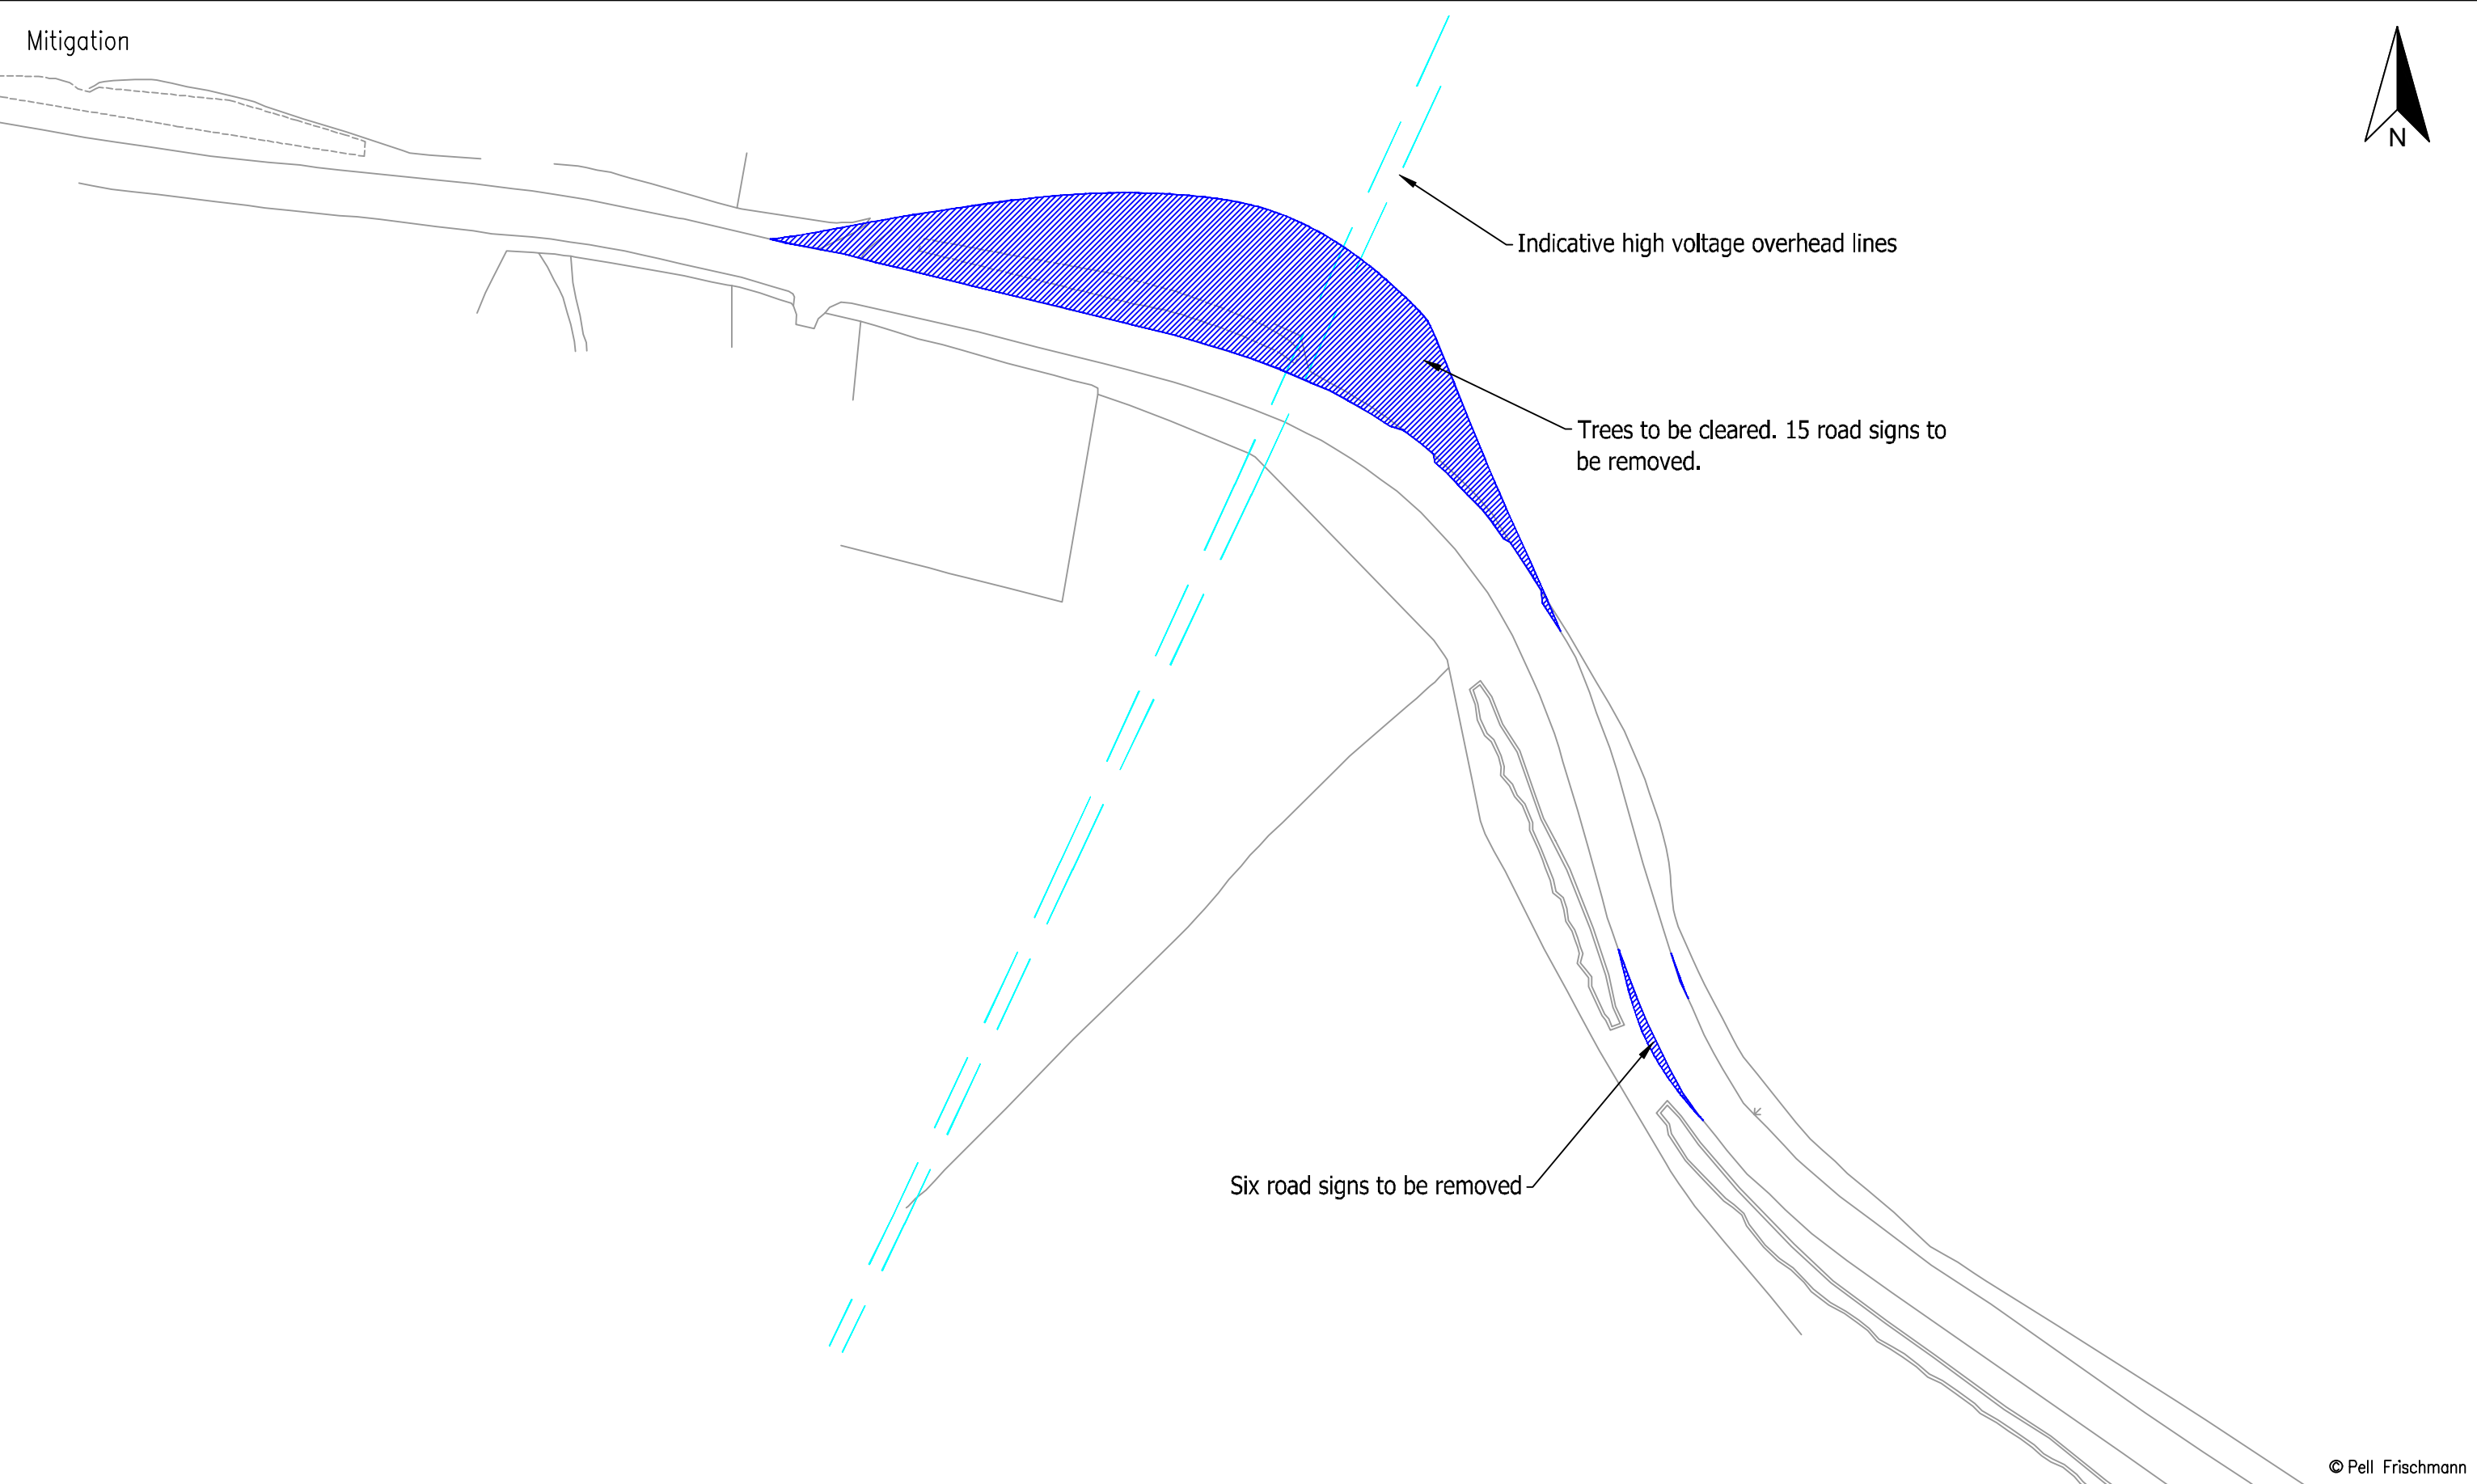 Mitigation
N
Indicative high voltage overhead lines
Trees to be cleared. 15 road signs to
be removed.
Six road signs to be removed
© Pell Frischmann